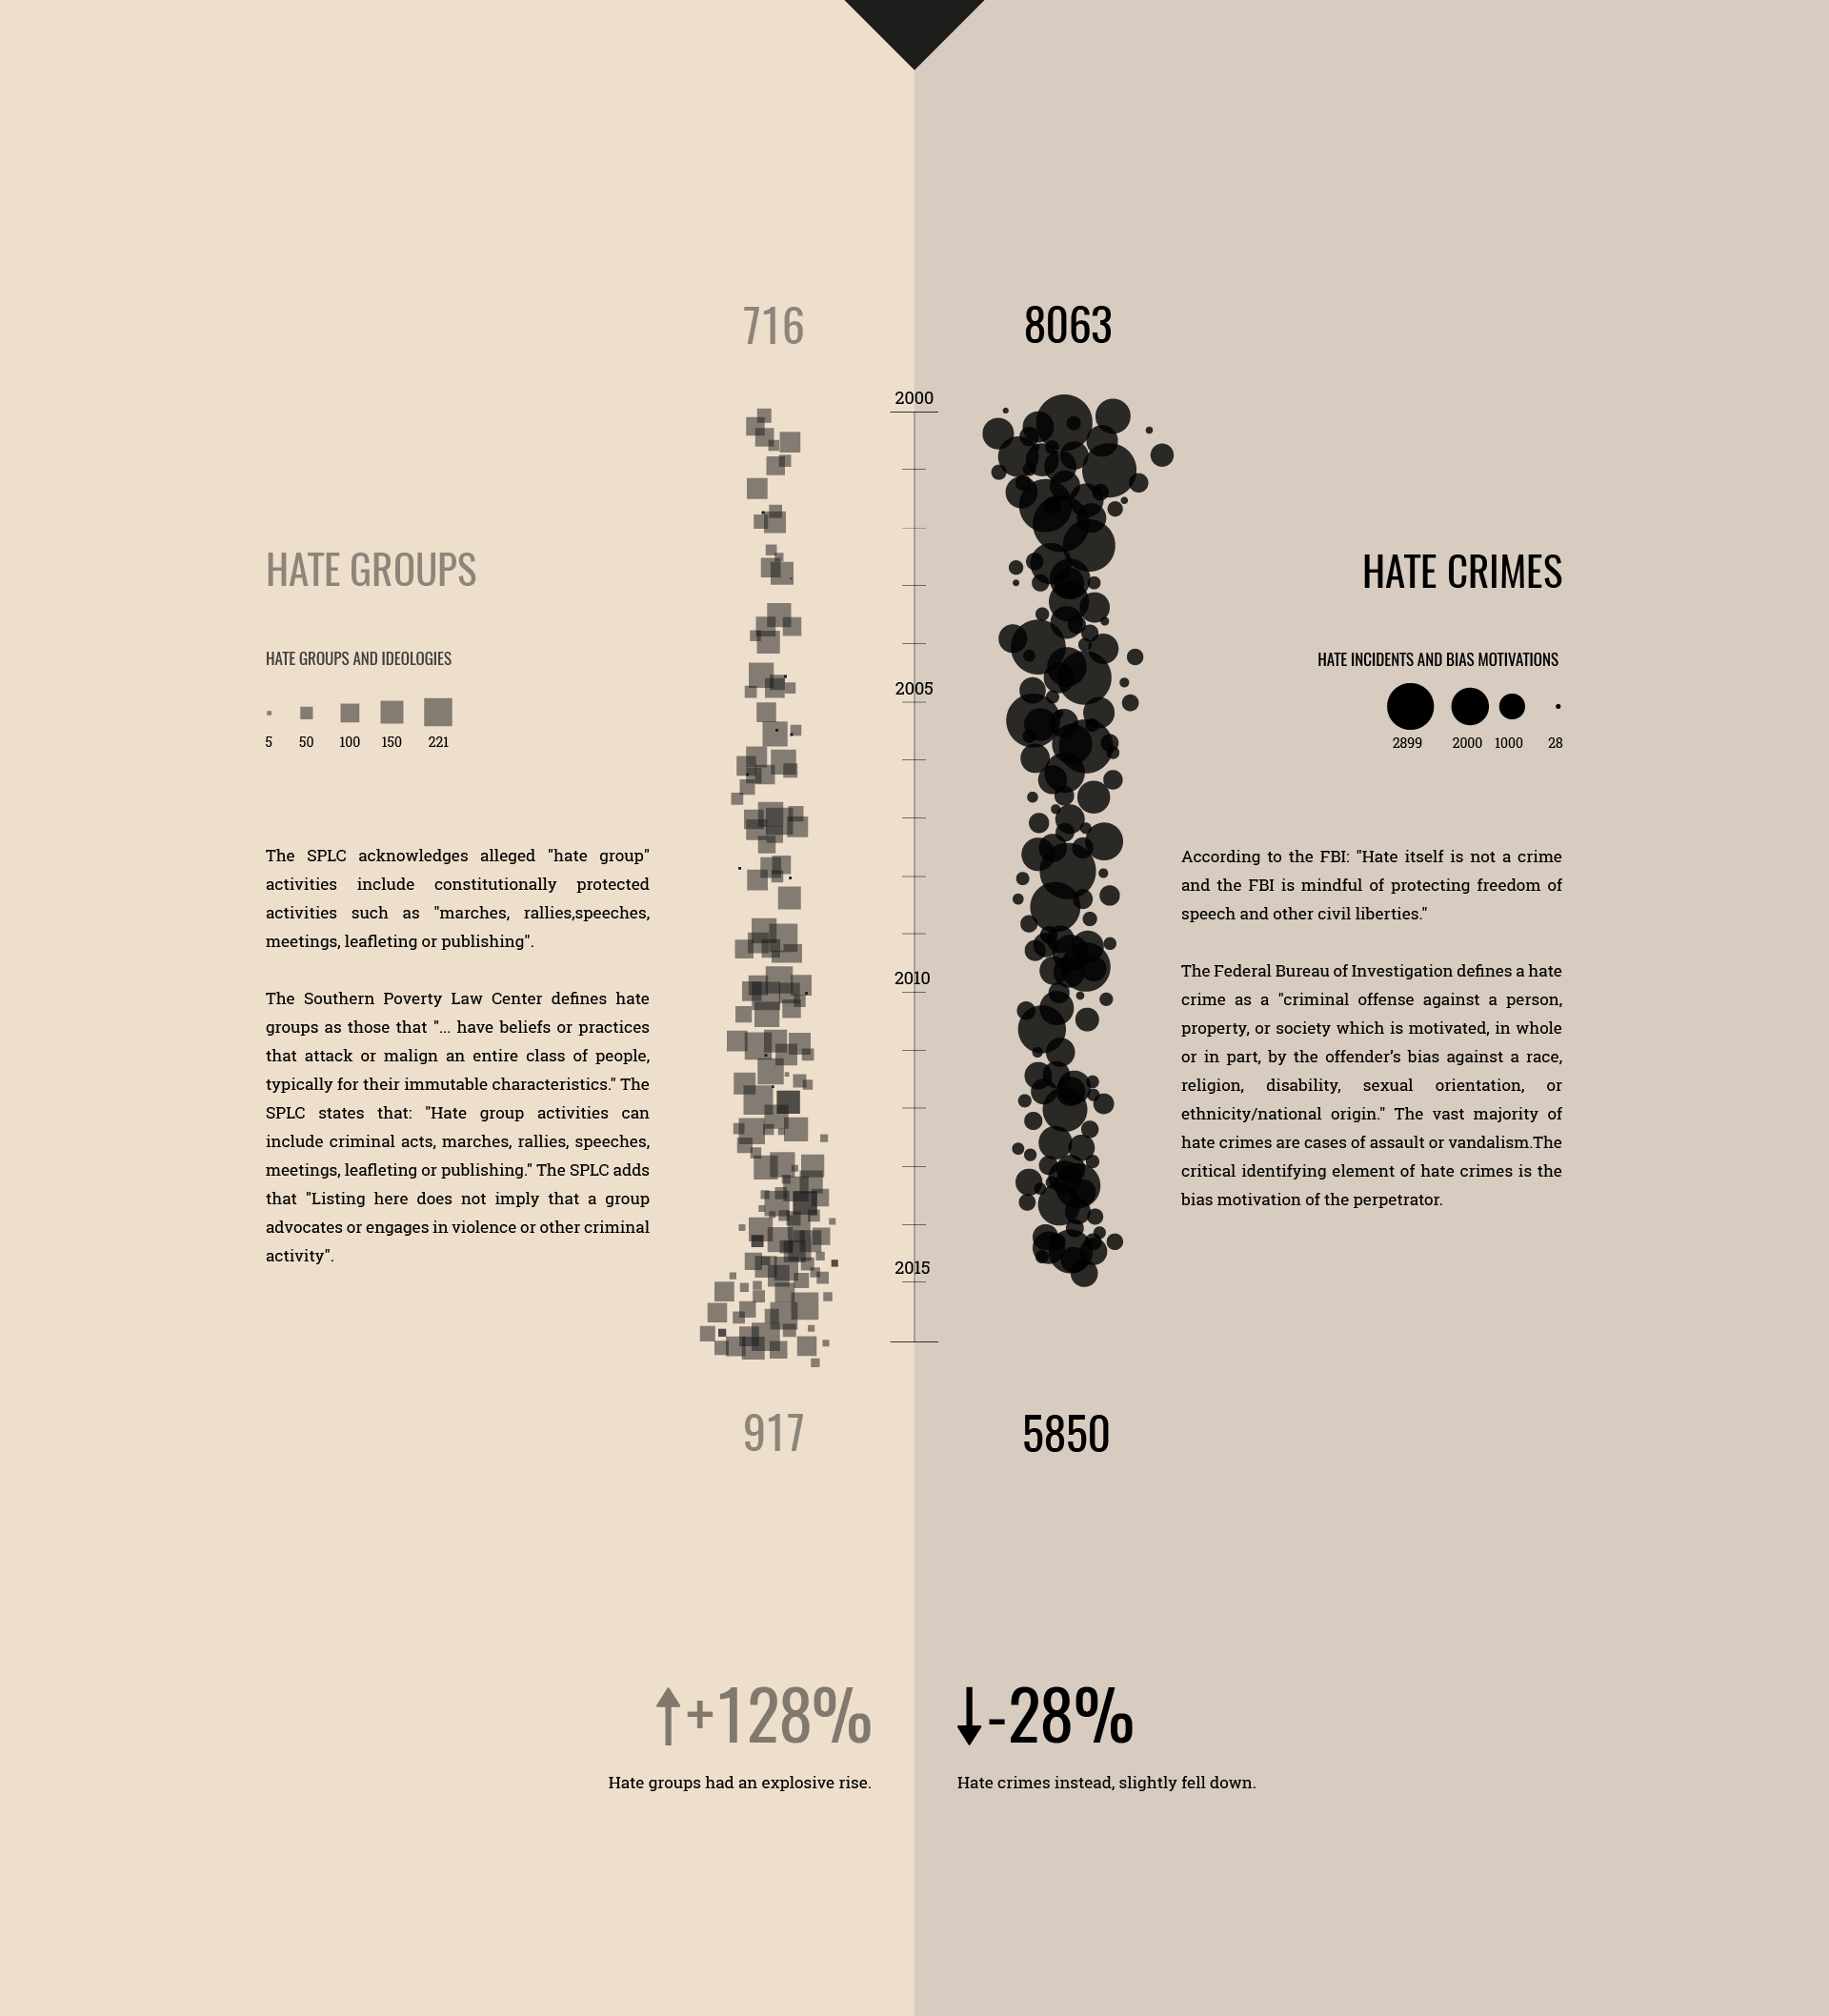 716
8063
2000
HATE GROUPS
HATE CRIMES
HATE GROUPS AND IDEOLOGIES
5 50 100 150 221
HATE INCIDENTS AND BIAS MOTIVATIONS
2899 2000 1000 28
2005
The SPLC acknowledges alleged "hate group"
activities include constitutionally protected
activities such as "marches, rallies,speeches,
meetings, leafleting or publishing".
The Southern Poverty Law Center defines hate
groups as those that "... have beliefs or practices
that attack or malign an entire class of people,
typically for their immutable characteristics." The
SPLC states that: "Hate group activities can
include criminal acts, marches, rallies, speeches,
meetings, leafleting or publishing." The SPLC adds
that "Listing here does not imply that a group
advocates or engages in violence or other criminal
activity".
According to the FBI: "Hate itself is not a crime
and the FBI is mindful of protecting freedom of
speech and other civil liberties."
The Federal Bureau of Investigation defines a hate
crime as a "criminal offense against a person,
property, or society which is motivated, in whole
or in part, by the offender’s bias against a race,
religion, disability, sexual orientation, or
ethnicity/national origin." The vast majority of
hate crimes are cases of assault or vandalism.The
critical identifying element of hate crimes is the
bias motivation of the perpetrator.
2010
2015
917
5850
+128%
Hate groups had an explosive rise.
-28%
Hate crimes instead, slightly fell down.